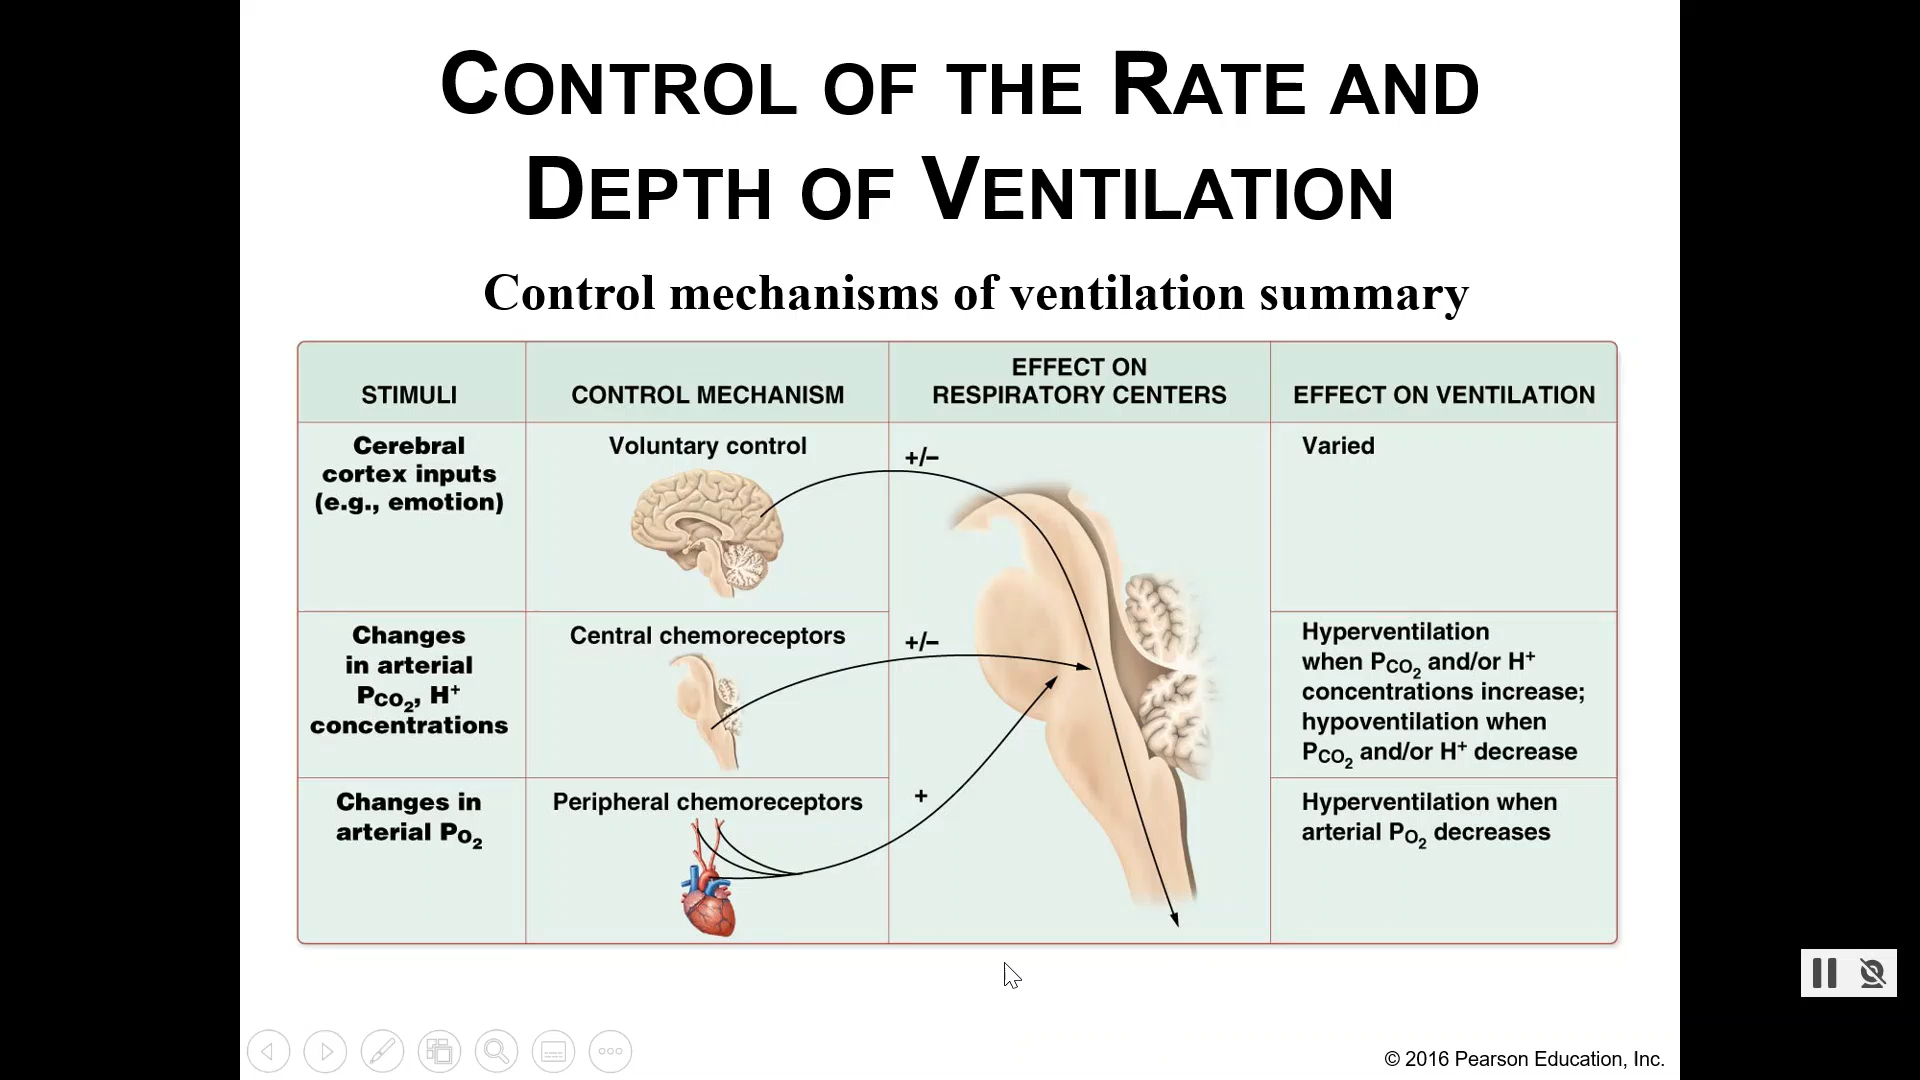 CONTROL OF THE RATE AND
DEPTH OF VENTILATION
Control mechanisms of ventilation summary
STIMULI
CONTROL MECHANISM
EFFECT ON
RESPIRATORY CENTERS
EFFECT ON VENTILATION
Cerebral
cortex inputs
(e.g., emotion)
Voluntary control
+/–
Varied
Changes
in arterial
PCO₂, H⁺
concentrations
Central chemoreceptors
+/–
Hyperventilation
when PCO₂ and/or H⁺
concentrations increase;
hypoventilation when
PCO₂ and/or H⁺ decrease
Changes in
arterial PO₂
Peripheral chemoreceptors
+
Hyperventilation when
arterial PO₂ decreases
© 2016 Pearson Education, Inc.